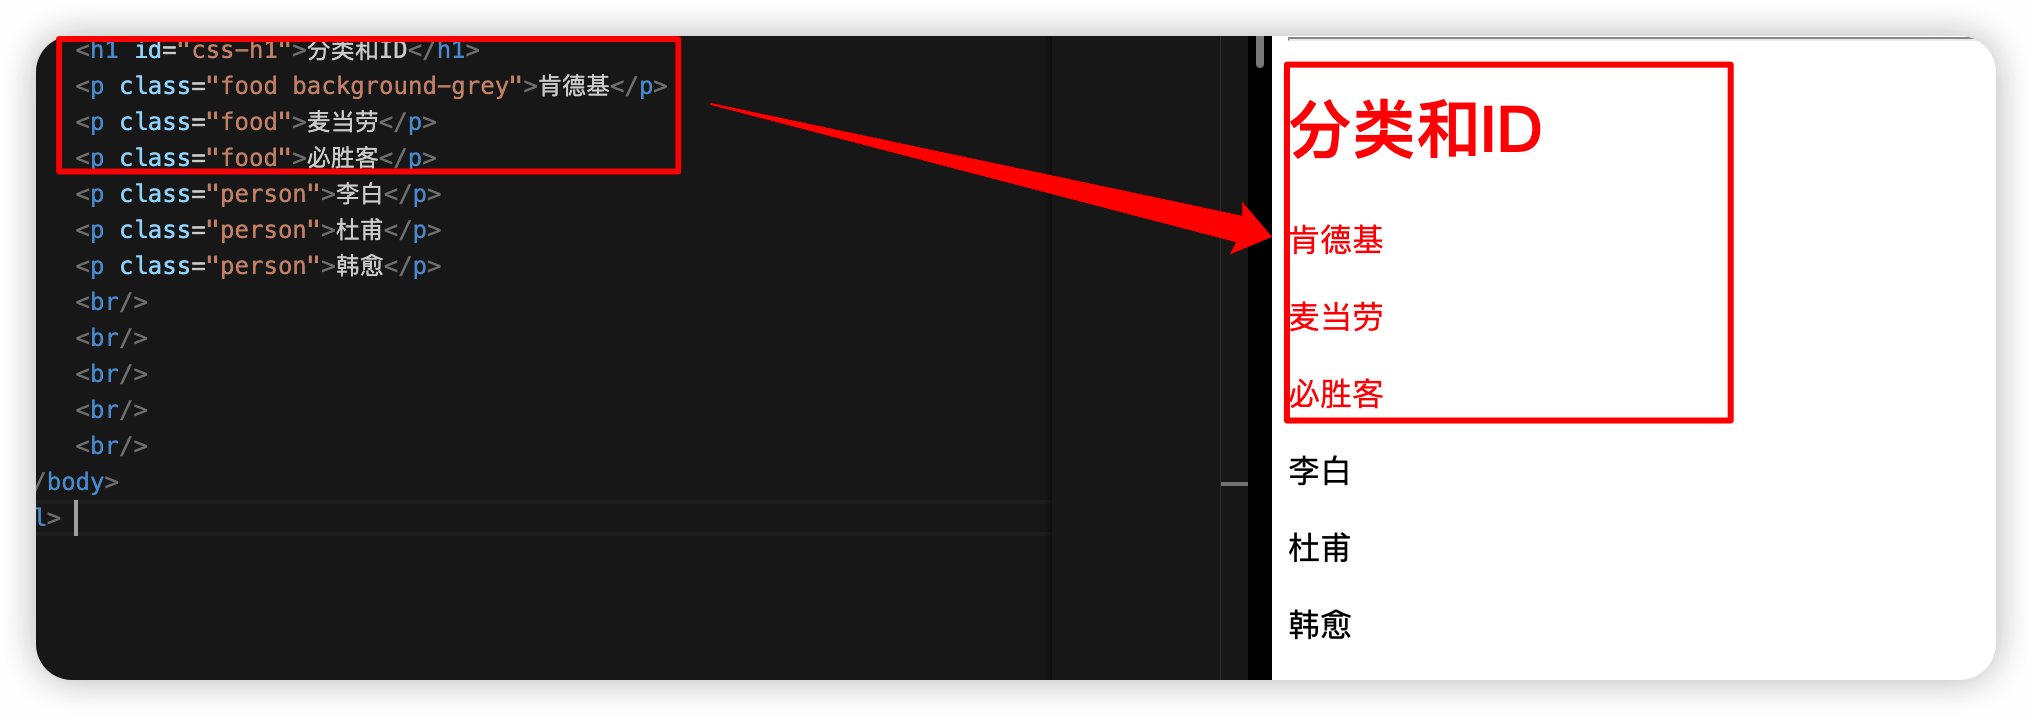 <h1 id="css-h1">分类和ID</h1>
<p class="food background-grey">肯德基</p>
<p class="food">麦当劳</p>
<p class="food">必胜客</p>
<p class="person">李白</p>
<p class="person">杜甫</p>
<p class="person">韩愈</p>
<br/>
<br/>
<br/>
<br/>
<br/>
/body>
l>
分类和ID
肯德基
麦当劳
必胜客
李白
杜甫
韩愈